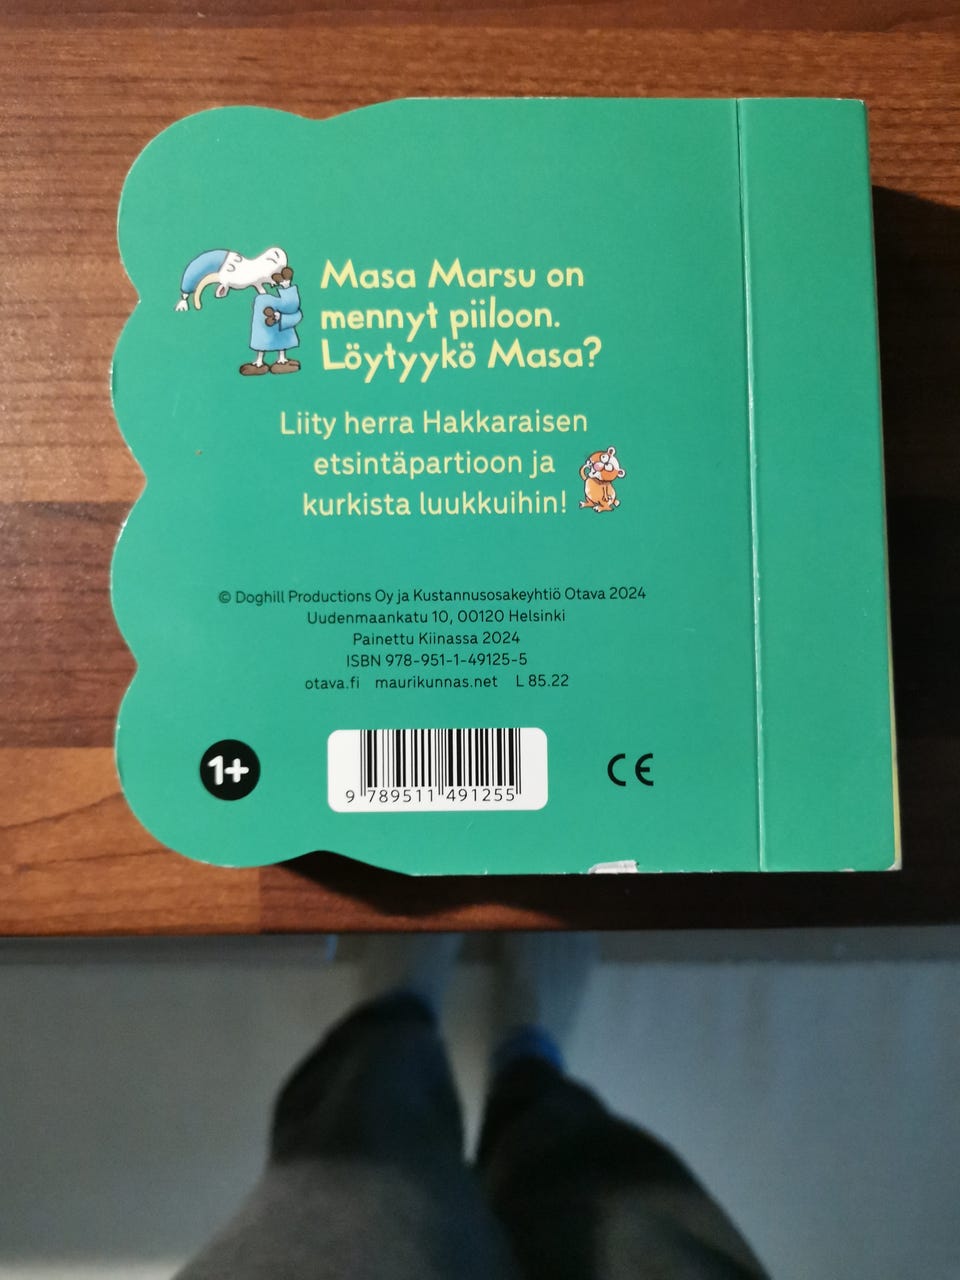 Masa Marsu on
mennyt piiloon.
Löytyykö Masa?
Liity herra Hakkaraisen
etsintäpartioon ja
kurkista luukkuihin!
© Doghill Productions Oy ja Kustannusosakeyhtiö Otava 2024
Uudenmaankatu 10, 00120 Helsinki
Painettu Kiinassa 2024
ISBN 978-951-1-49125-5
otava.fi maurikunnas.net L 85.22
1+
9 789511 491255
CE